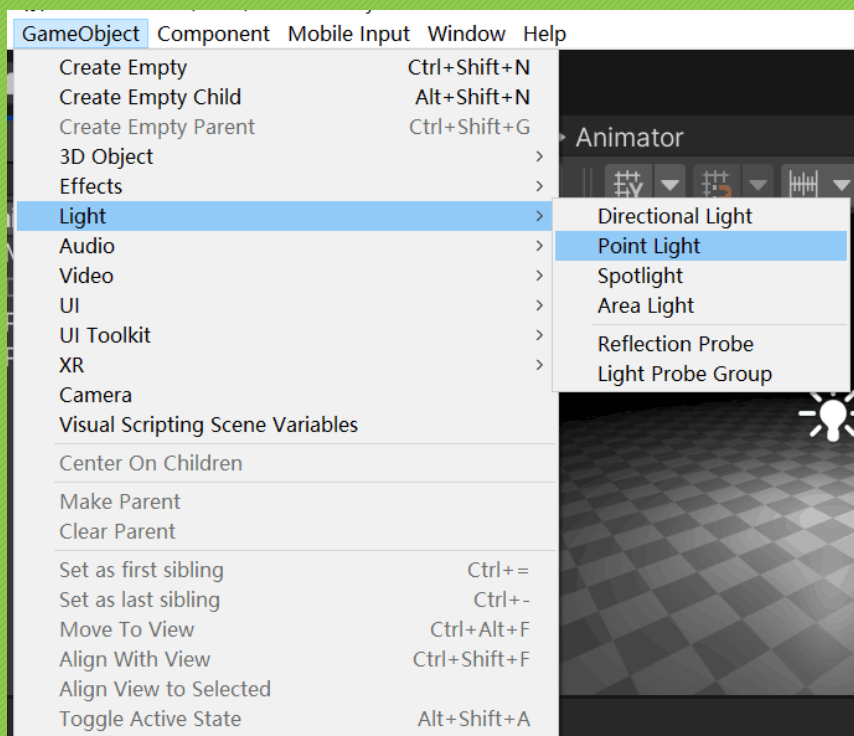 GameObject Component Mobile Input Window Help
Create Empty Ctrl+Shift+N
Create Empty Child Alt+Shift+N
Create Empty Parent Ctrl+Shift+G
Animator
3D Object
Effects
Light
Directional Light
Audio
Point Light
Video
Spotlight
UI
Area Light
UI Toolkit
Reflection Probe
XR
Light Probe Group
Camera
Visual Scripting Scene Variables
Center On Children
Make Parent
Clear Parent
Set as first sibling Ctrl+=
Set as last sibling Ctrl+-
Move To View Ctrl+Alt+F
Align With View Ctrl+Shift+F
Align View to Selected
Toggle Active State Alt+Shift+A